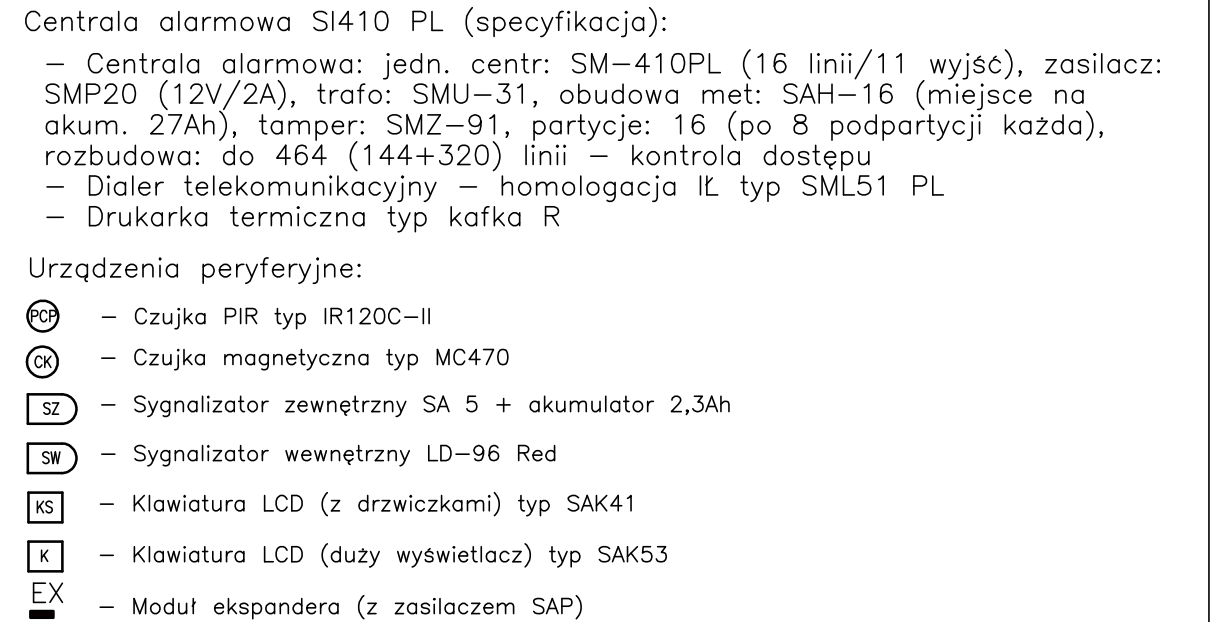 Centrala alarmowa SI410 PL (specyfikacja):
– Centrala alarmowa: jedn. centr: SM–410PL (16 linii/11 wyjść), zasilacz:
SMP20 (12V/2A), trafo: SMU–31, obudowa met: SAH–16 (miejsce na
akum. 27Ah), tamper: SMZ–91, partycje: 16 (po 8 podpartycji każda),
rozbudowa: do 464 (144+320) linii – kontrola dostępu
– Dialer telekomunikacyjny – homologacja IŁ typ SML51 PL
– Drukarka termiczna typ kafka R
Urządzenia peryferyjne:
PCP – Czujka PIR typ IR120C–II
CK – Czujka magnetyczna typ MC470
SZ – Sygnalizator zewnętrzny SA 5 + akumulator 2,3Ah
SW – Sygnalizator wewnętrzny LD–96 Red
KS – Klawiatura LCD (z drzwiczkami) typ SAK41
K – Klawiatura LCD (duży wyświetlacz) typ SAK53
EX – Moduł ekspandera (z zasilaczem SAP)